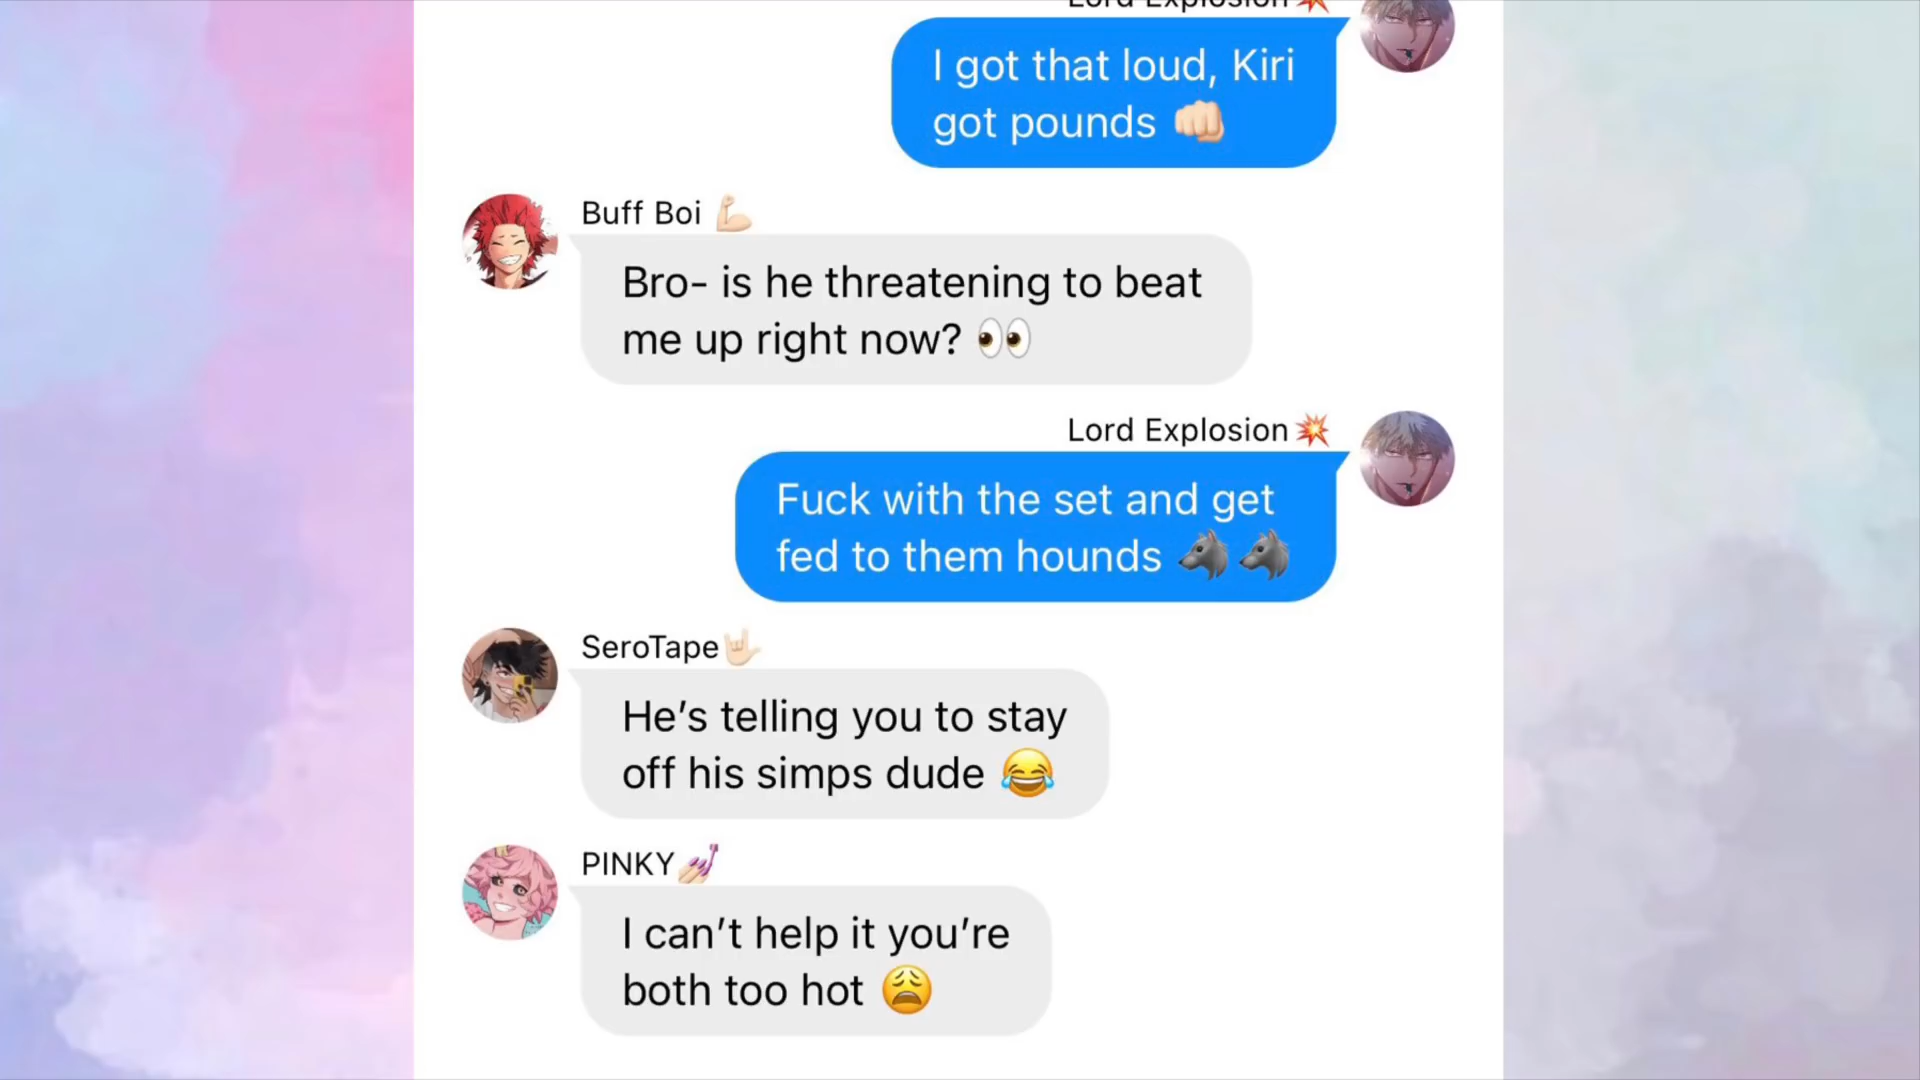 Lord Explosion💥
I got that loud, Kiri
got pounds 👊🏻
Buff Boi 💪🏻
Bro- is he threatening to beat
me up right now? 👀
Lord Explosion💥
Fuck with the set and get
fed to them hounds 🐺🐺
SeroTape🤟🏻
He’s telling you to stay
off his simps dude 😂
PINKY💅🏻
I can’t help it you’re
both too hot 😩